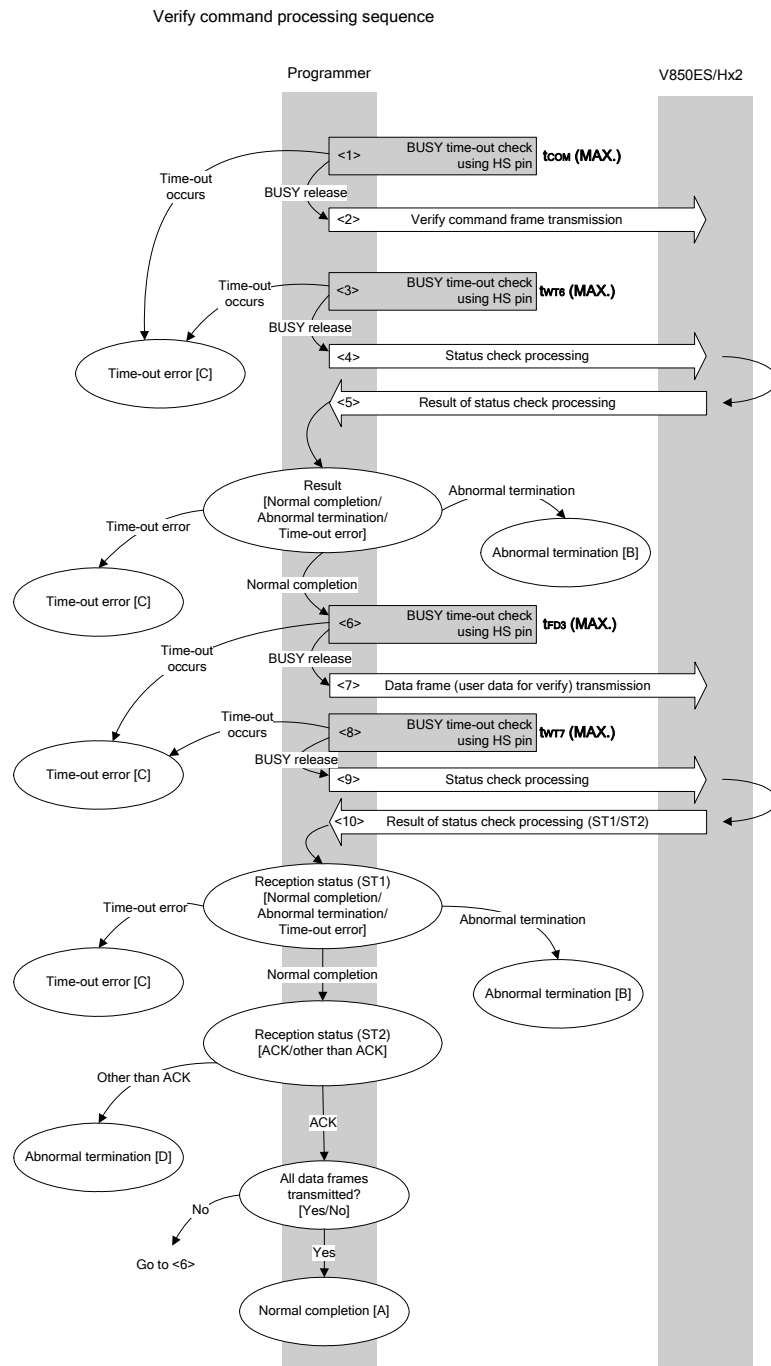 Verify command processing sequence
Programmer
V850ES/Hx2
<1>
BUSY time-out check
using HS pin
tCOM (MAX.)
Time-out
occurs
BUSY release
<2>
Verify command frame transmission
Time-out
occurs
<3>
BUSY time-out check
using HS pin
tWT6 (MAX.)
BUSY release
<4>
Status check processing
Time-out error [C]
<5>
Result of status check processing
Result
[Normal completion/
Abnormal termination/
Time-out error]
Abnormal termination
Time-out error
Abnormal termination [B]
Time-out error [C]
Normal completion
<6>
BUSY time-out check
using HS pin
tFD3 (MAX.)
Time-out
occurs
BUSY release
<7>
Data frame (user data for verify) transmission
Time-out
occurs
<8>
BUSY time-out check
using HS pin
tWT7 (MAX.)
BUSY release
Time-out error [C]
<9>
Status check processing
<10>
Result of status check processing (ST1/ST2)
Reception status (ST1)
[Normal completion/
Abnormal termination/
Time-out error]
Time-out error
Abnormal termination
Time-out error [C]
Normal completion
Abnormal termination [B]
Reception status (ST2)
[ACK/other than ACK]
Other than ACK
ACK
Abnormal termination [D]
All data frames
transmitted?
[Yes/No]
No
Yes
Go to <6>
Normal completion [A]